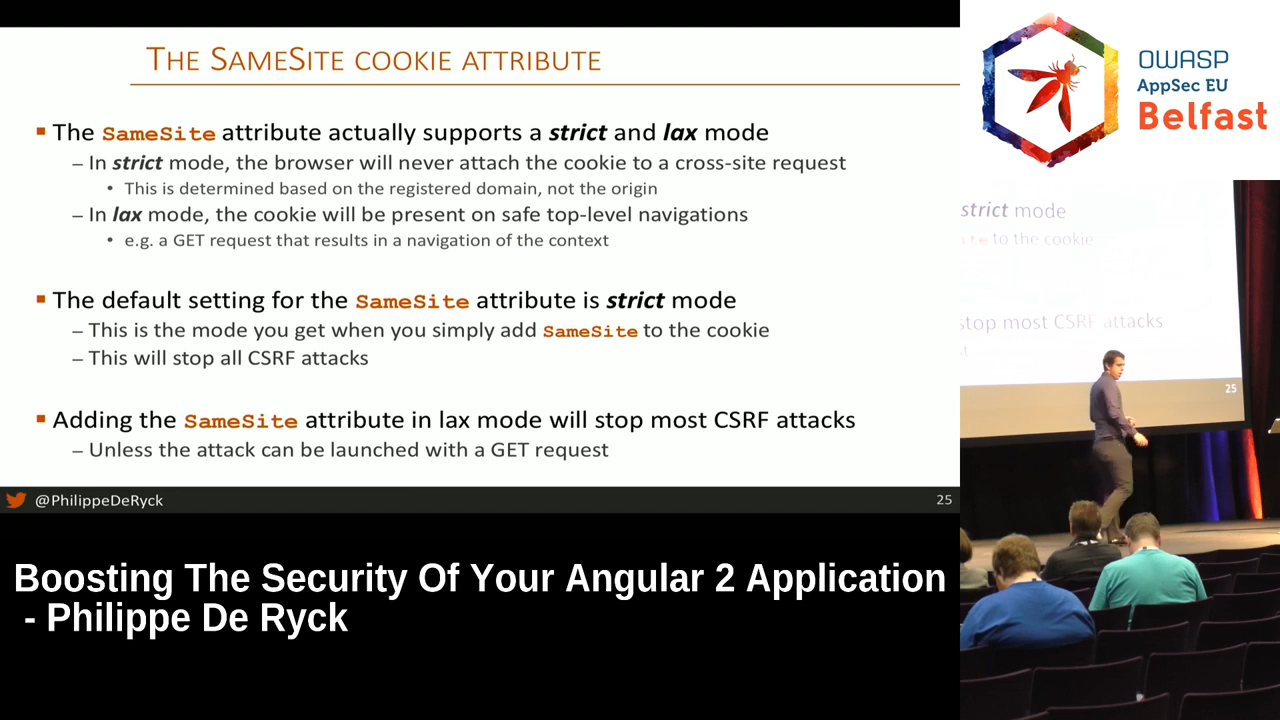 THE SAMESITE COOKIE ATTRIBUTE
▪ The SameSite attribute actually supports a strict and lax mode
– In strict mode, the browser will never attach the cookie to a cross-site request
• This is determined based on the registered domain, not the origin
– In lax mode, the cookie will be present on safe top-level navigations
• e.g. a GET request that results in a navigation of the context
▪ The default setting for the SameSite attribute is strict mode
– This is the mode you get when you simply add SameSite to the cookie
– This will stop all CSRF attacks
▪ Adding the SameSite attribute in lax mode will stop most CSRF attacks
– Unless the attack can be launched with a GET request
@PhilippeDeRyck
25
Boosting The Security Of Your Angular 2 Application
- Philippe De Ryck
OWASP
AppSec EU
Belfast
strict mode
to the cookie
stop most CSRF attacks
25